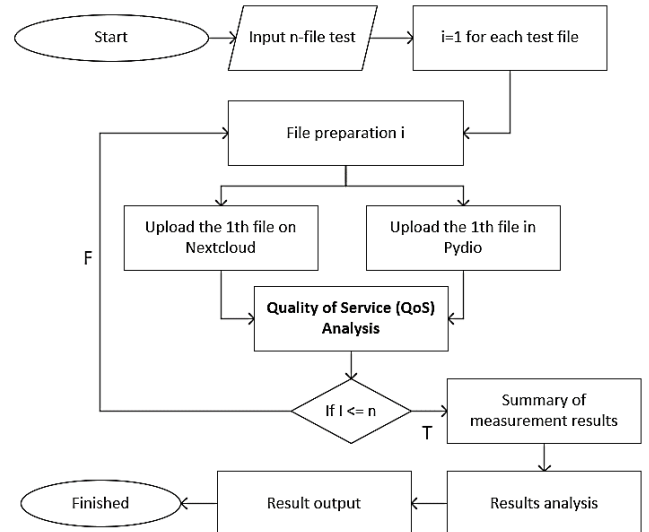 Start
Input n-file test
i=1 for each test file
File preparation i
Upload the 1th file on
Nextcloud
Upload the 1th file in
Pydio
F
Quality of Service (QoS)
Analysis
If I <= n
T
Summary of
measurement results
Finished
Result output
Results analysis